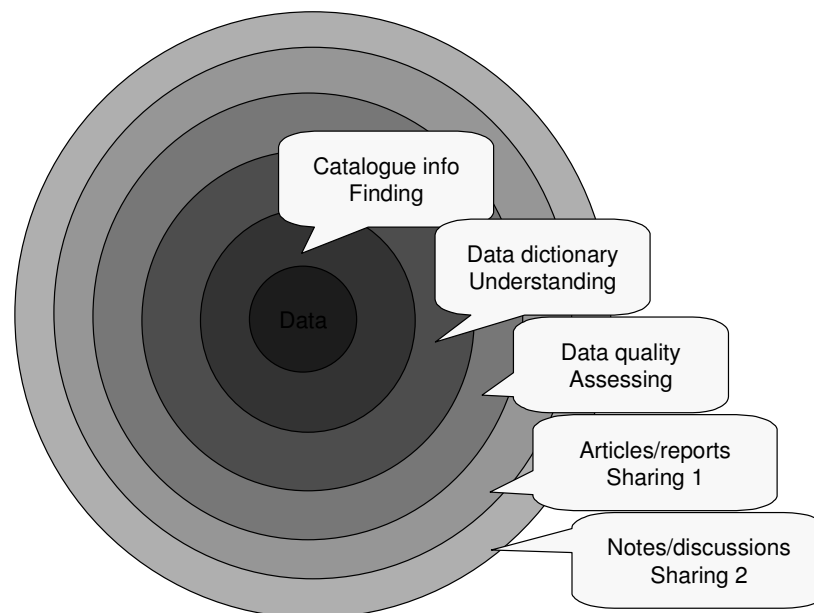 Catalogue info
Finding
Data dictionary
Understanding
Data
Data quality
Assessing
Articles/reports
Sharing 1
Notes/discussions
Sharing 2